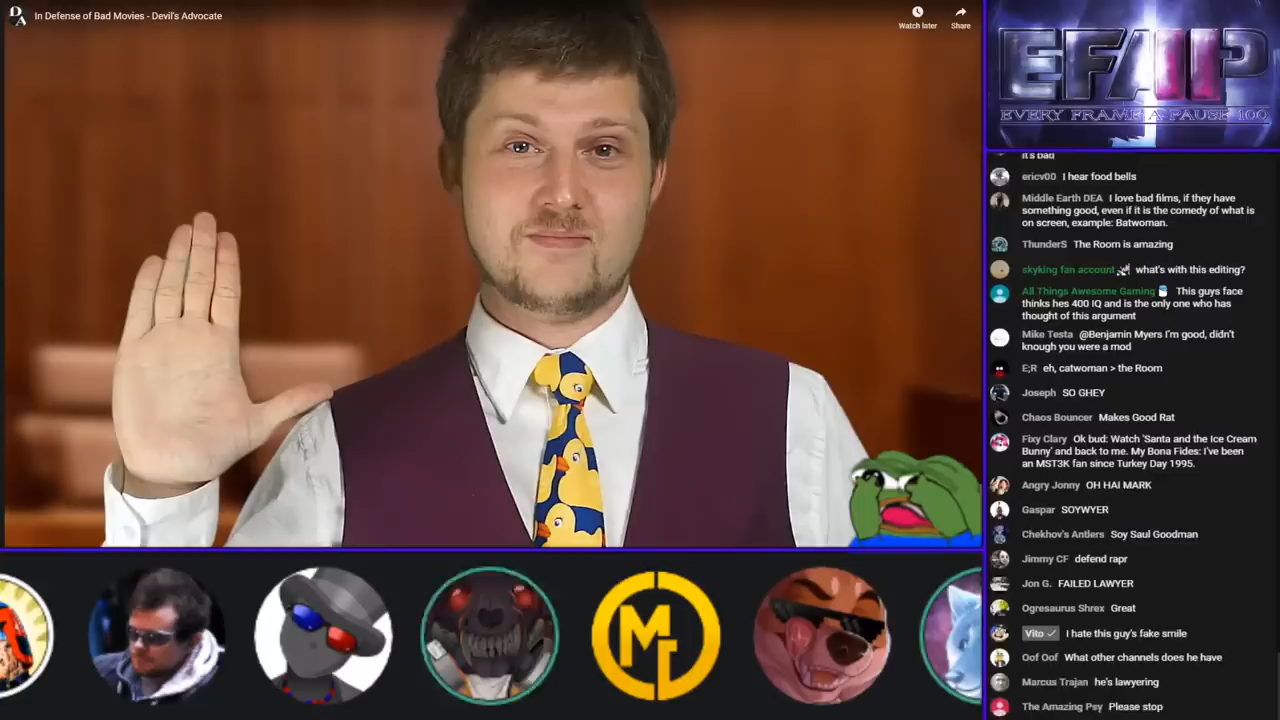 DA
In Defense of Bad Movies - Devil's Advocate
Watch later
Share
EFAP
EVERY FRAME A PAUSE 100
it's bad
ericv00 I hear food bells
Middle Earth DEA I love bad films, if they have
something good, even if it is the comedy of what is
on screen, example: Batwoman.
ThunderS The Room is amazing
skyking fan account what's with this editing?
All Things Awesome Gaming This guys face
thinks hes 400 IQ and is the only one who has
thought of this argument
Mike Testa @Benjamin Myers I'm good, didn't
knough you were a mod
E;R eh, catwoman > the Room
Joseph SO GHEY
Chaos Bouncer Makes Good Rat
Fixy Clary Ok bud: Watch 'Santa and the Ice Cream
Bunny' and back to me. My Bona Fides: I've been
an MST3K fan since Turkey Day 1995.
Angry Jonny OH HAI MARK
Gaspar SOYWYER
Chekhov's Antlers Soy Saul Goodman
Jimmy CF defend rapr
Jon G. FAILED LAWYER
Ogresaurus Shrex Great
Vito ✓ I hate this guy's fake smile
Oof Oof What other channels does he have
Marcus Trajan he's lawyering
The Amazing Psy Please stop